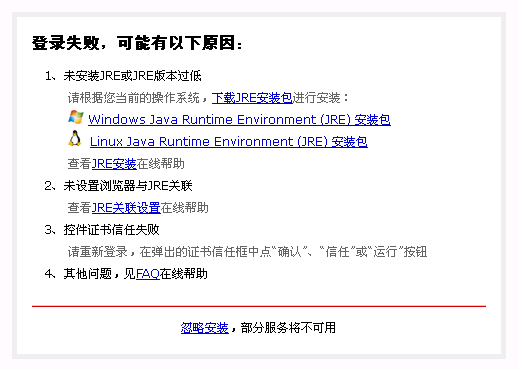 登录失败，可能有以下原因：
1、未安装JRE或JRE版本过低
请根据您当前的操作系统，下载JRE安装包进行安装：
Windows Java Runtime Environment (JRE) 安装包
Linux Java Runtime Environment (JRE) 安装包
查看JRE安装在线帮助
2、未设置浏览器与JRE关联
查看JRE关联设置在线帮助
3、控件证书信任失败
请重新登录，在弹出的证书信任框中点“确认”、“信任”或“运行”按钮
4、其他问题，见FAQ在线帮助
忽略安装，部分服务将不可用